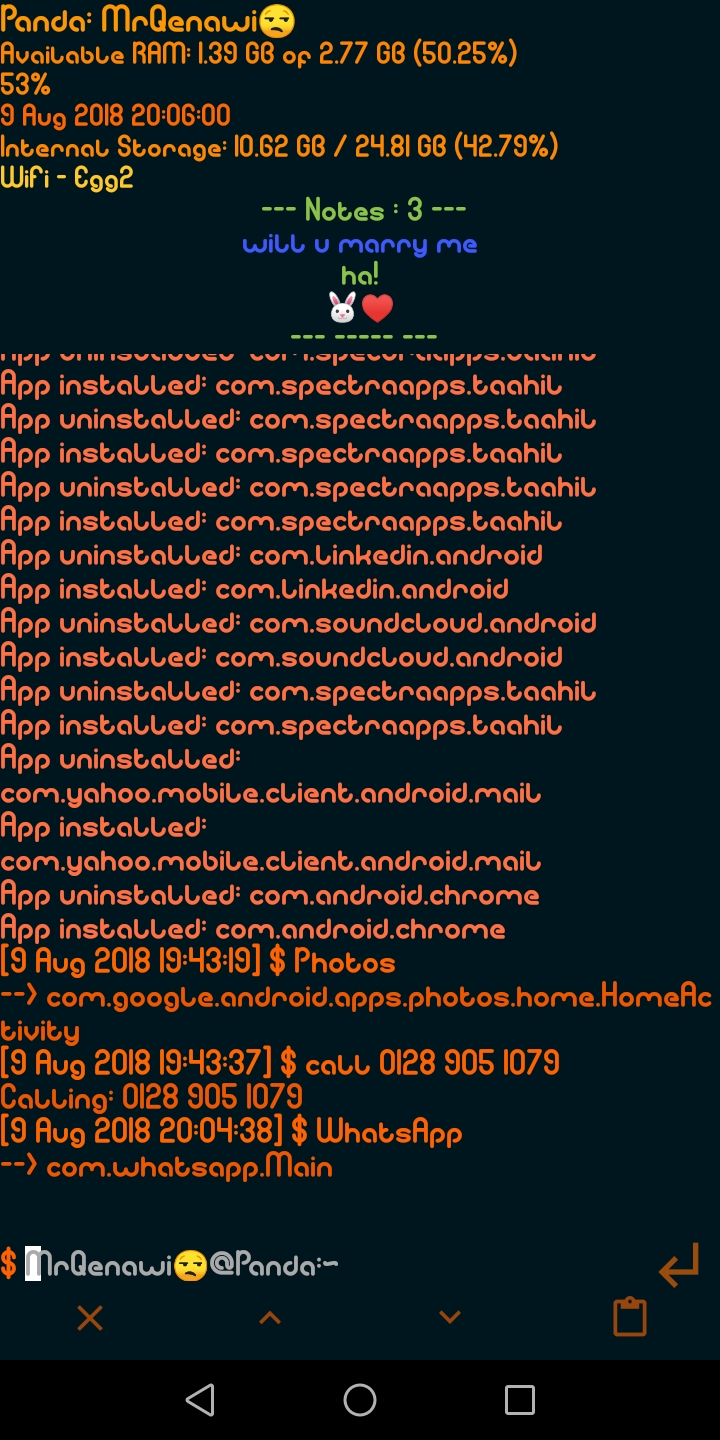 Panda: MrQenawi😒
Available RAM: 1.39 GB of 2.77 GB (50.25%)
53%
9 Aug 2018 20:06:00
Internal Storage: 10.62 GB / 24.81 GB (42.79%)
WiFi - Egg2
--- Notes : 3 ---
will u marry me
ha!
🐰♥️
--- ----- ---
App uninstalled: com.spectraapps.taahil
App installed: com.spectraapps.taahil
App uninstalled: com.spectraapps.taahil
App installed: com.spectraapps.taahil
App uninstalled: com.spectraapps.taahil
App installed: com.spectraapps.taahil
App uninstalled: com.linkedin.android
App installed: com.linkedin.android
App uninstalled: com.soundcloud.android
App installed: com.soundcloud.android
App uninstalled: com.spectraapps.taahil
App installed: com.spectraapps.taahil
App uninstalled:
com.yahoo.mobile.client.android.mail
App installed:
com.yahoo.mobile.client.android.mail
App uninstalled: com.android.chrome
App installed: com.android.chrome
[9 Aug 2018 19:43:19] $ Photos
--> com.google.android.apps.photos.home.HomeAc
tivity
[9 Aug 2018 19:43:37] $ call 0128 905 1079
Calling: 0128 905 1079
[9 Aug 2018 20:04:38] $ WhatsApp
--> com.whatsapp.Main
$ MrQenawi😒@Panda:~